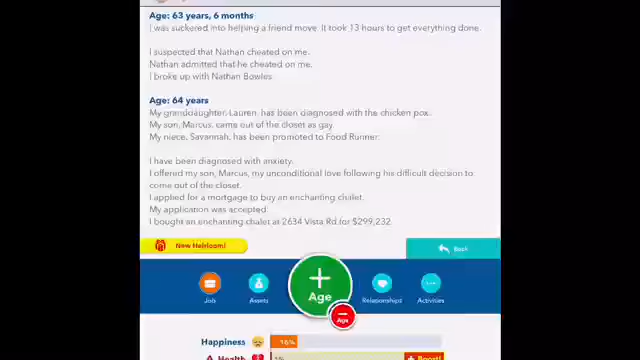 Age: 63 years, 6 months
I was suckered into helping a friend move. It took 13 hours to get everything done.
I suspected that Nathan cheated on me.
Nathan admitted that he cheated on me.
I broke up with Nathan Bowles.
Age: 64 years
My granddaughter, Lauren, has been diagnosed with the chicken pox.
My son, Marcus, came out of the closet as gay.
My niece, Savannah, has been promoted to Food Runner.
I have been diagnosed with anxiety.
I offered my son, Marcus, my unconditional love following his difficult decision to
come out of the closet.
I applied for a mortgage to buy an enchanting chalet.
My application was accepted.
I bought an enchanting chalet at 2634 Vista Rd for $299,232.
New Heirloom!
Back
Age
Job
Assets
Relationships
Activities
Age
Happiness
16%
Health
1%
Boost!